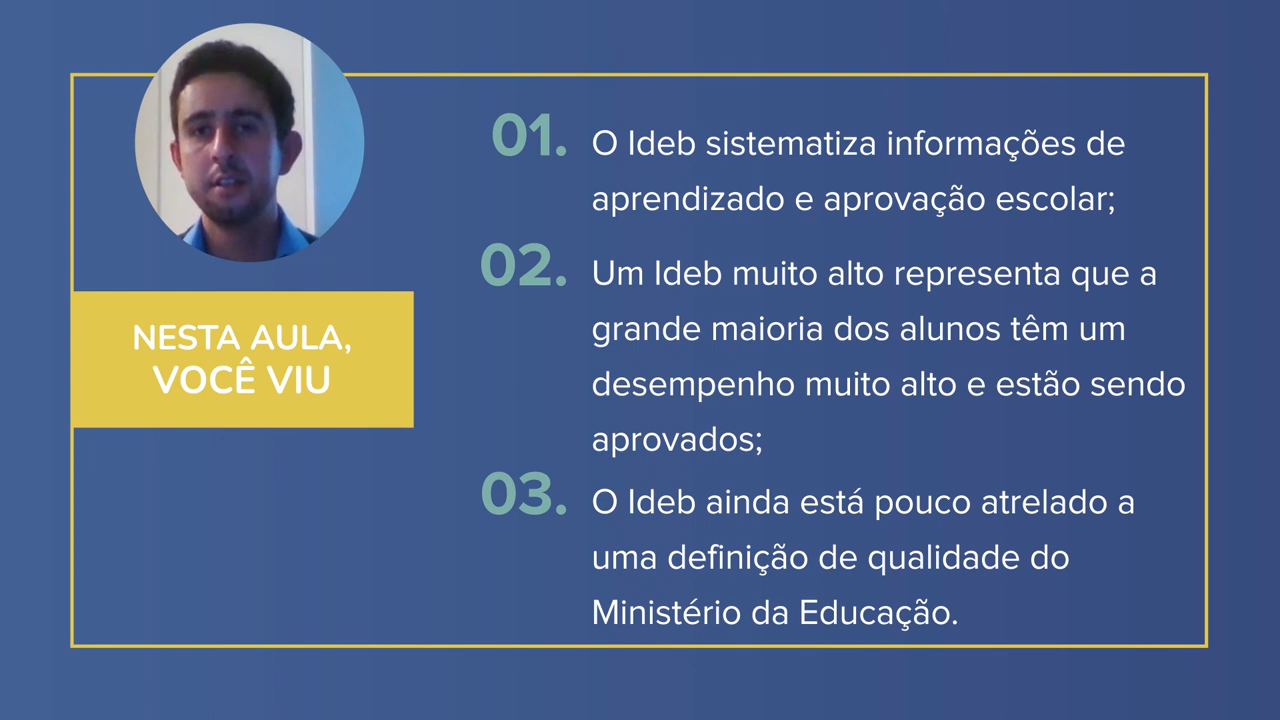 NESTA AULA,
VOCÊ VIU
01. O Ideb sistematiza informações de
aprendizado e aprovação escolar;
02. Um Ideb muito alto representa que a
grande maioria dos alunos têm um
desempenho muito alto e estão sendo
aprovados;
03. O Ideb ainda está pouco atrelado a
uma definição de qualidade do
Ministério da Educação.